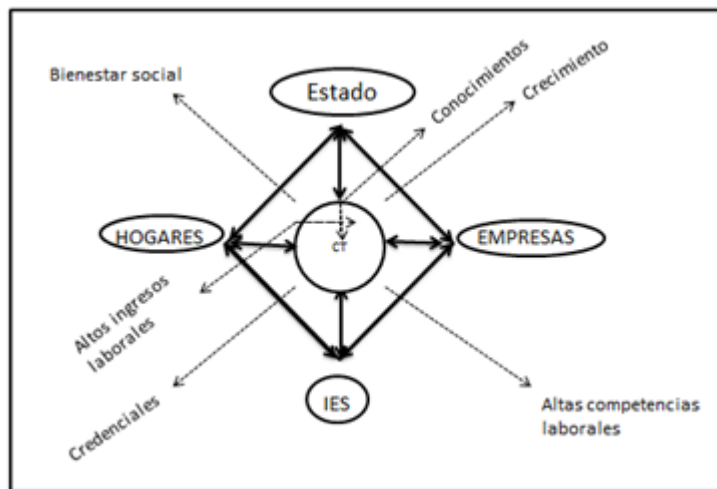 Bienestar social
Estado
Conocimientos
Crecimiento
HOGARES
CT
EMPRESAS
Altos ingresos
laborales
Credenciales
IES
Altas competencias
laborales